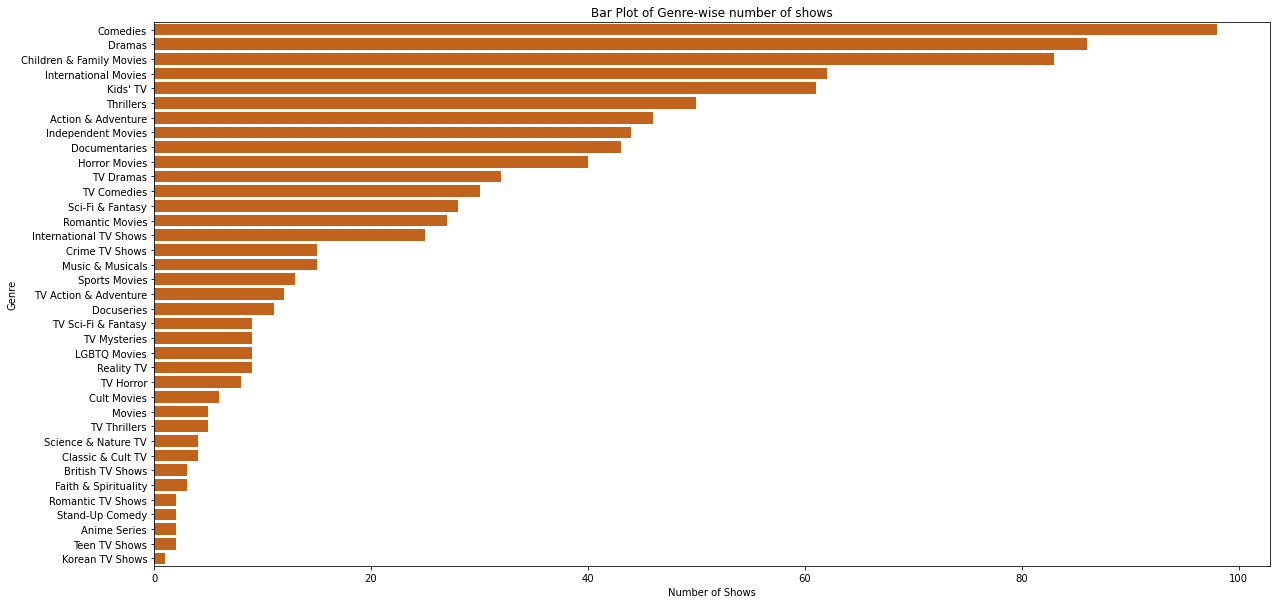 Bar Plot of Genre-wise number of shows
Comedies
Dramas
Children & Family Movies
International Movies
Kids' TV
Thrillers
Action & Adventure
Independent Movies
Documentaries
Horror Movies
TV Dramas
TV Comedies
Sci-Fi & Fantasy
Romantic Movies
International TV Shows
Crime TV Shows
Music & Musicals
Sports Movies
TV Action & Adventure
Docuseries
TV Sci-Fi & Fantasy
TV Mysteries
LGBTQ Movies
Reality TV
TV Horror
Cult Movies
Movies
TV Thrillers
Science & Nature TV
Classic & Cult TV
British TV Shows
Faith & Spirituality
Romantic TV Shows
Stand-Up Comedy
Anime Series
Teen TV Shows
Korean TV Shows
Genre
0 20 40 60 80 100
Number of Shows